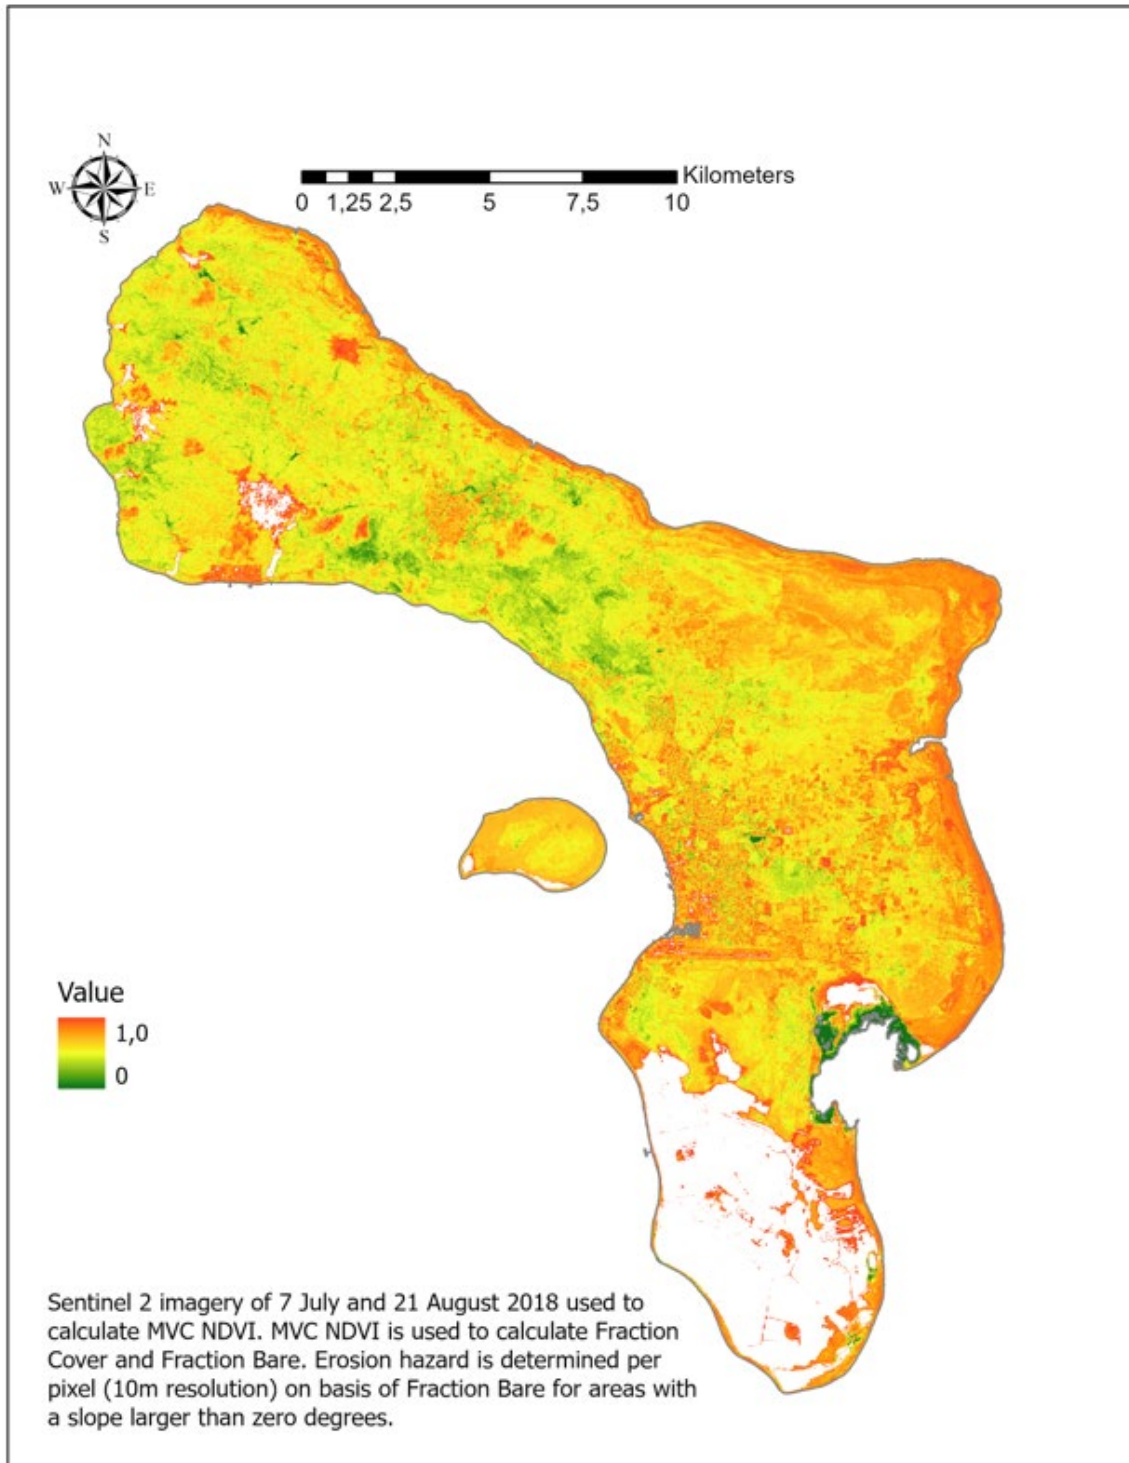 N
W E
S
Kilometers
0 1,25 2,5 5 7,5 10
Value
1,0
0
Sentinel 2 imagery of 7 July and 21 August 2018 used to
calculate MVC NDVI. MVC NDVI is used to calculate Fraction
Cover and Fraction Bare. Erosion hazard is determined per
pixel (10m resolution) on basis of Fraction Bare for areas with
a slope larger than zero degrees.